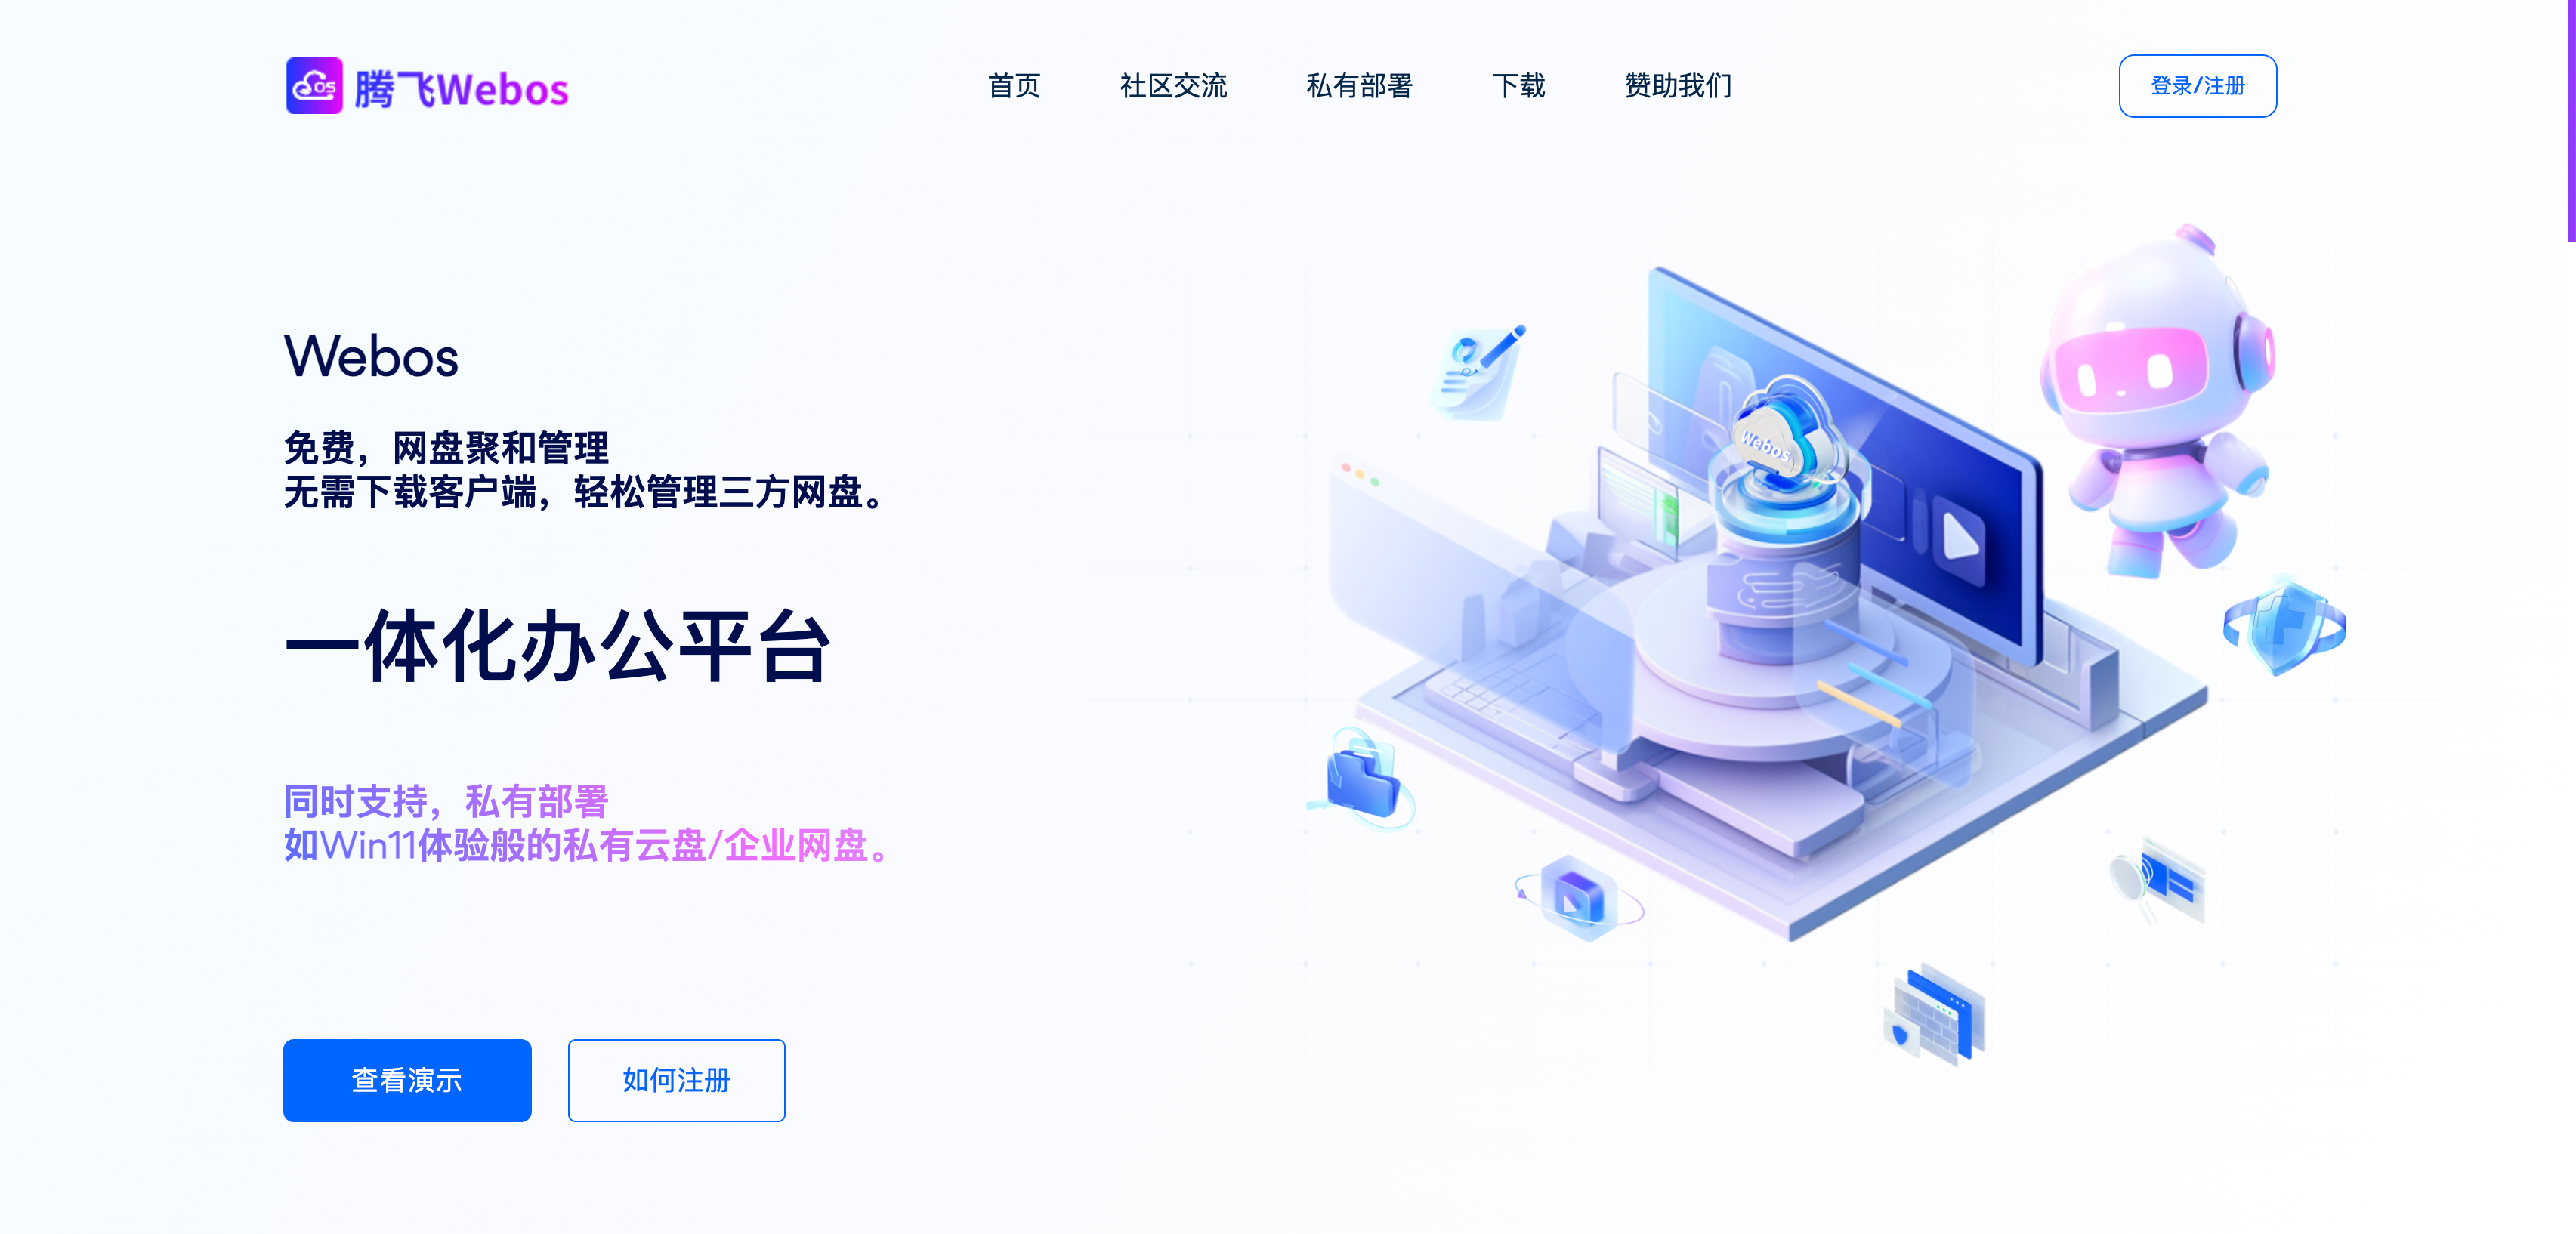 腾飞Webos
首页 社区交流 私有部署 下载 赞助我们
登录/注册
Webos
免费，网盘聚和管理
无需下载客户端，轻松管理三方网盘。
一体化办公平台
同时支持，私有部署
如Win11体验般的私有云盘/企业网盘。
查看演示 如何注册
OS
Webos